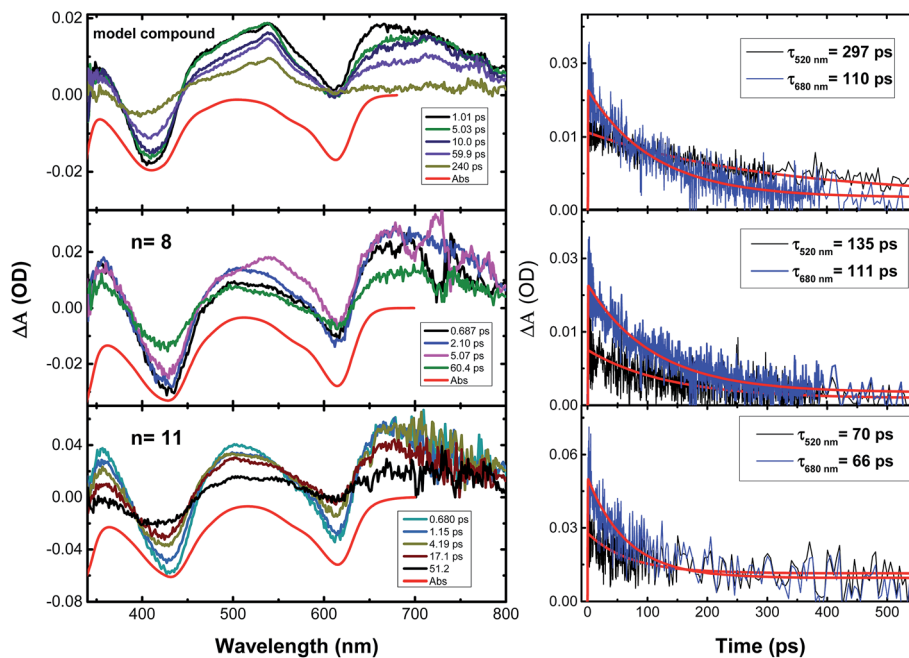 model compound
0.02
0.00
-0.02
1.01 ps
5.03 ps
10.0 ps
59.9 ps
240 ps
Abs
n= 8
0.02
0.00
-0.02
0.687 ps
2.10 ps
5.07 ps
60.4 ps
Abs
n= 11
0.04
0.00
-0.04
-0.08
0.680 ps
1.15 ps
4.19 ps
17.1 ps
51.2
Abs
ΔA (OD)
400 500 600 700 800
Wavelength (nm)
τ520 nm = 297 ps
τ680 nm = 110 ps
0.03
0.01
0.00
τ520 nm = 135 ps
τ680 nm = 111 ps
0.03
0.01
0.00
τ520 nm = 70 ps
τ680 nm = 66 ps
0.06
0.03
0.00
ΔA (OD)
0 100 200 300 400 500
Time (ps)